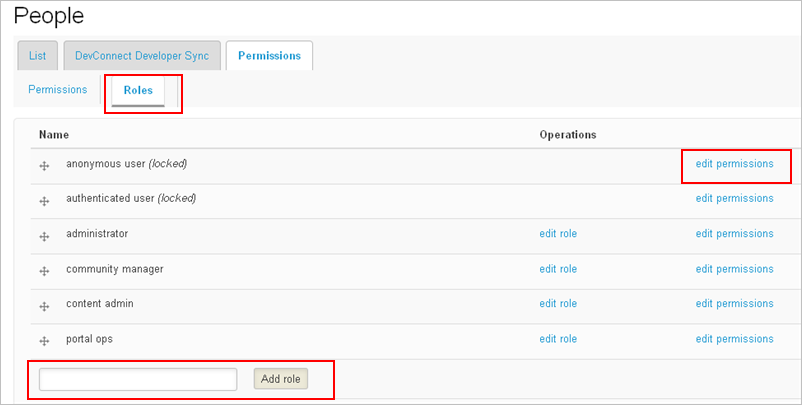 People
List DevConnect Developer Sync Permissions
Permissions Roles
Name Operations
anonymous user (locked) edit permissions
authenticated user (locked) edit permissions
administrator edit role edit permissions
community manager edit role edit permissions
content admin edit role edit permissions
portal ops edit role edit permissions
Add role